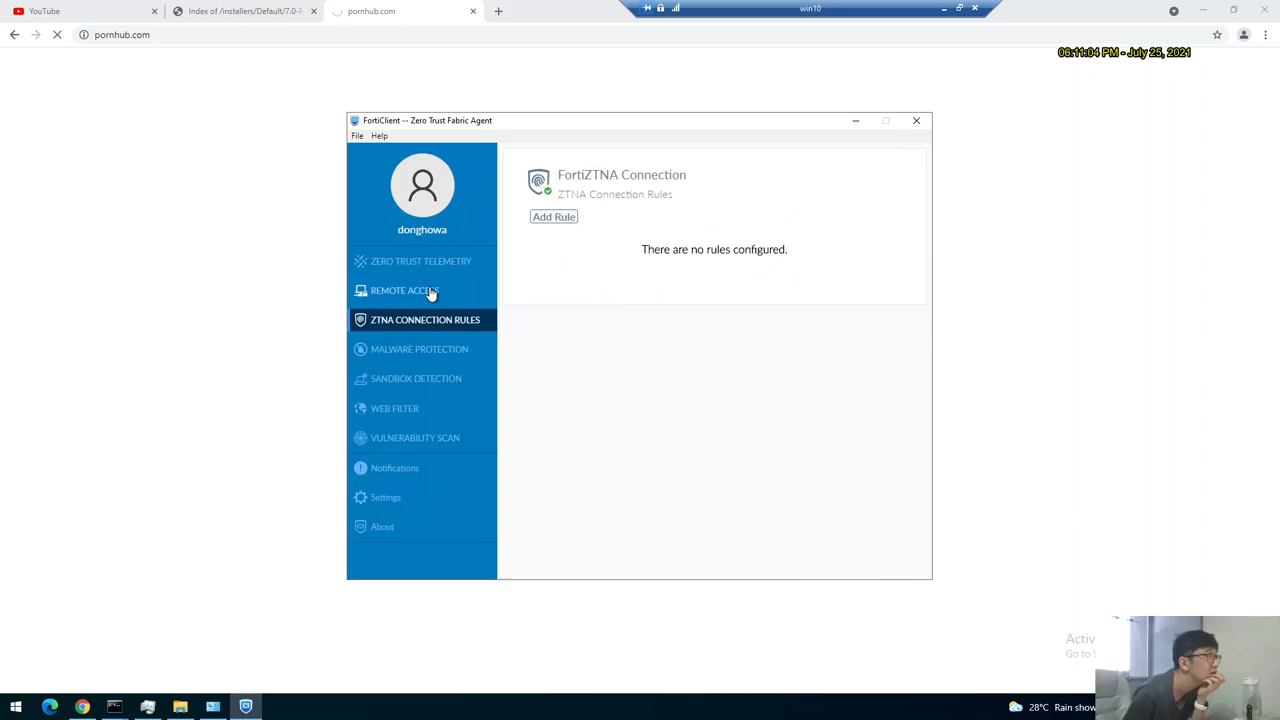 YouTube
Index of /installers/Default/7.0-F
pornhub.com
win10
pornhub.com
06:11:04 PM - July 25, 2021
FortiClient -- Zero Trust Fabric Agent
File Help
donghowa
FortiZTNA Connection
ZTNA Connection Rules
Add Rule
There are no rules configured.
ZERO TRUST TELEMETRY
REMOTE ACCESS
ZTNA CONNECTION RULES
MALWARE PROTECTION
SANDBOX DETECTION
WEB FILTER
VULNERABILITY SCAN
Notifications
Settings
About
Activ
Go to S
28°C Rain show